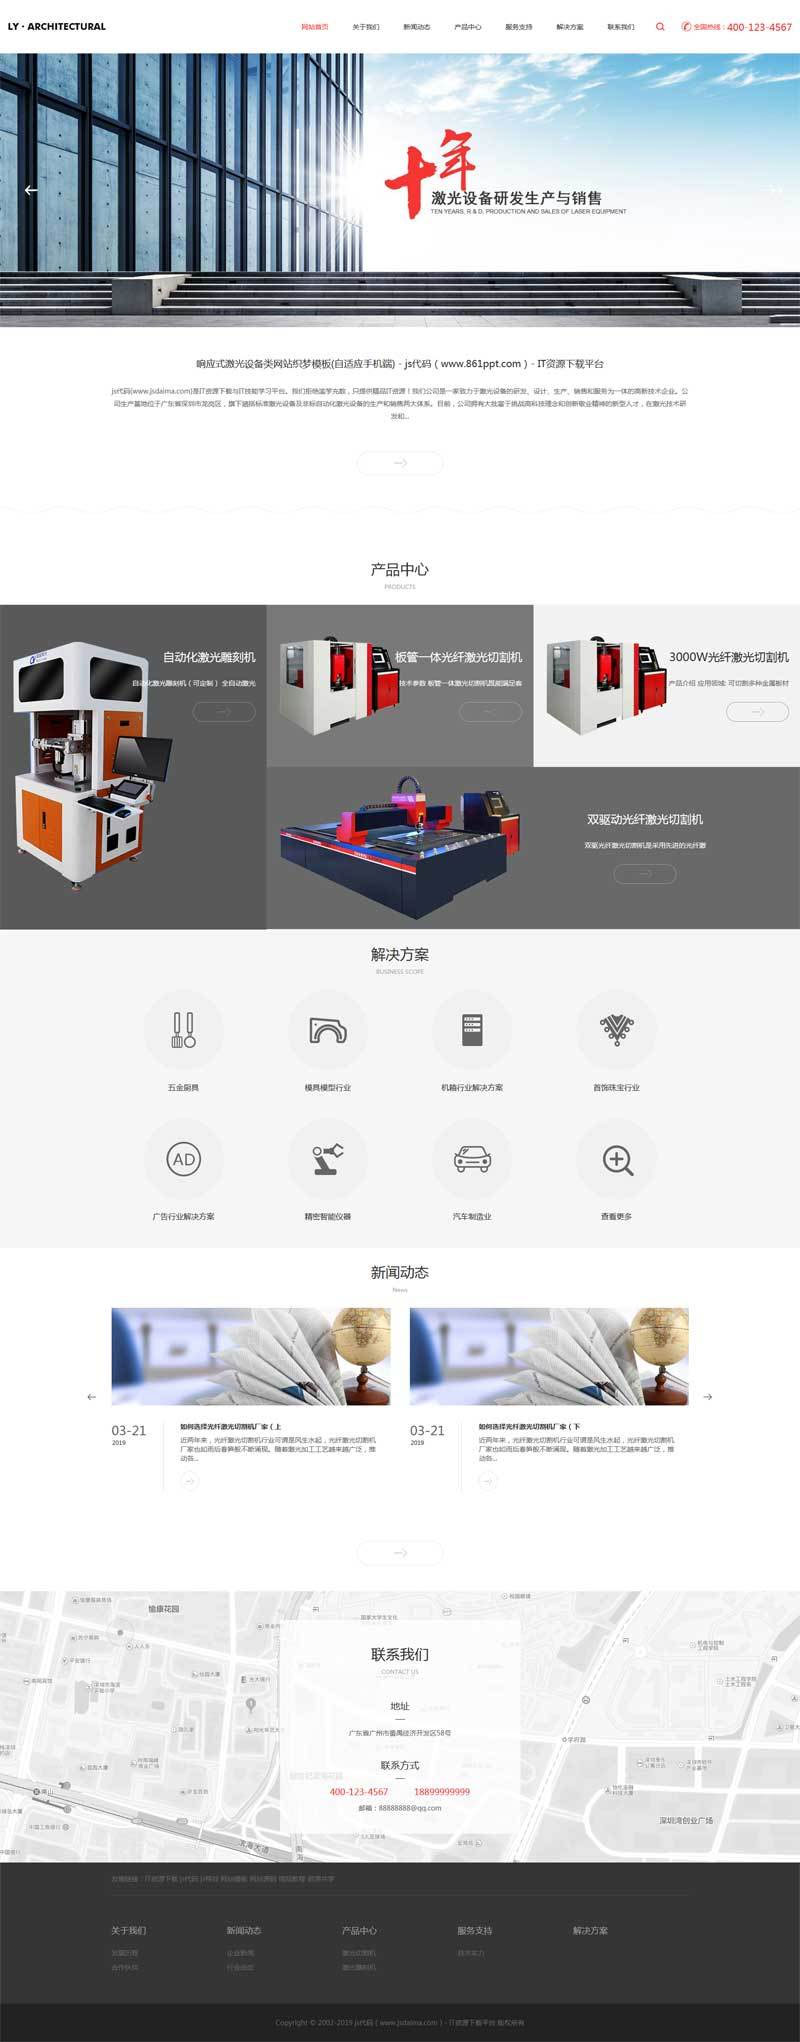 LY · ARCHITECTURAL
网站首页 关于我们 新闻动态 产品中心 服务支持 解决方案 联系我们 全国热线：400-123-4567
十年
激光设备研发生产与销售
TEN YEARS, R & D, PRODUCTION AND SALES OF LASER EQUIPMENT
响应式激光设备类网站织梦模板(自适应手机端) - js代码（www.861ppt.com）- IT资源下载平台
js代码(www.jsdaima.com)是IT资源下载与IT技能学习平台。我们拒绝滥竽充数，只提供精品IT资源！我们公司是一家致力于激光设备的研发、设计、生产、销售和服务为一体的高新技术企业。公
司生产基地位于广东省深圳市龙岗区，旗下涵括标准激光设备及非标自动化激光设备的生产和销售两大体系。目前，公司拥有大批富于挑战高科技理念和创新敬业精神的新型人才，在激光技术研
发和...
产品中心
PRODUCTS
自动化激光雕刻机
自动化激光雕刻机（可定制） 全自动激光
板管一体光纤激光切割机
技术参数 板管一体激光切割机既能满足客
3000W光纤激光切割机
产品介绍 应用领域: 可切割多种金属板材
双驱动光纤激光切割机
双驱光纤激光切割机是采用先进的光纤激
解决方案
BUSINESS SCOPE
五金厨具 模具模型行业 机箱行业解决方案 首饰珠宝行业
AD
广告行业解决方案 精密智能仪器 汽车制造业 查看更多
新闻动态
News
03-21
2019
如何选择光纤激光切割机厂家（上
近两年来，光纤激光切割机行业可谓是风生水起，光纤激光切割机
厂家也如雨后春笋般不断涌现。随着激光加工工艺越来越广泛，推
动各...
03-21
2019
如何选择光纤激光切割机厂家（下
近两年来，光纤激光切割机行业可谓是风生水起，光纤激光切割机
厂家也如雨后春笋般不断涌现。随着激光加工工艺越来越广泛，推
动各...
愉康花园
联系我们
CONTACT US
地址
广东省广州市番禺经济开发区58号
联系方式
400-123-4567 18899999999
邮箱：88888888@qq.com
学府路
北海大道
深圳湾创业广场
关于我们 新闻动态 产品中心 服务支持 解决方案
发展历程 企业新闻 激光切割机 技术实力
合作伙伴 行业动态 激光雕刻机
Copyright © 2002-2019 js代码（www.jsdaima.com）- IT资源下载平台 版权所有